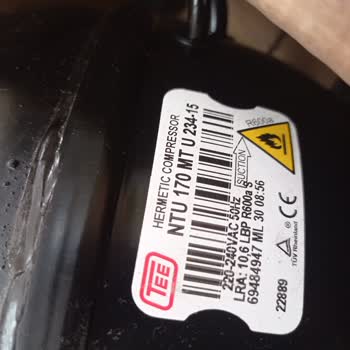 HERMETIC COMPRESSOR
NTU 170 MT U 234-15
R600a
SUCTION
TEE
220-240VAC 50Hz
LRA: 10,6 LBP R600a S
69484947 ML 30 08:56
TÜV Rheinland
CE
22889